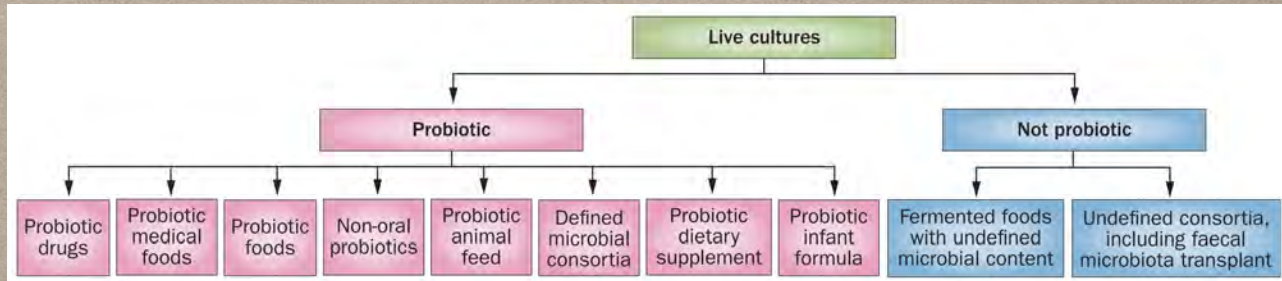 Live cultures
Probiotic
Not probiotic
Probiotic
drugs
Probiotic
medical
foods
Probiotic
foods
Non-oral
probiotics
Probiotic
animal
feed
Defined
microbial
consortia
Probiotic
dietary
supplement
Probiotic
infant
formula
Fermented foods
with undefined
microbial content
Undefined consortia,
including faecal
microbiota transplant